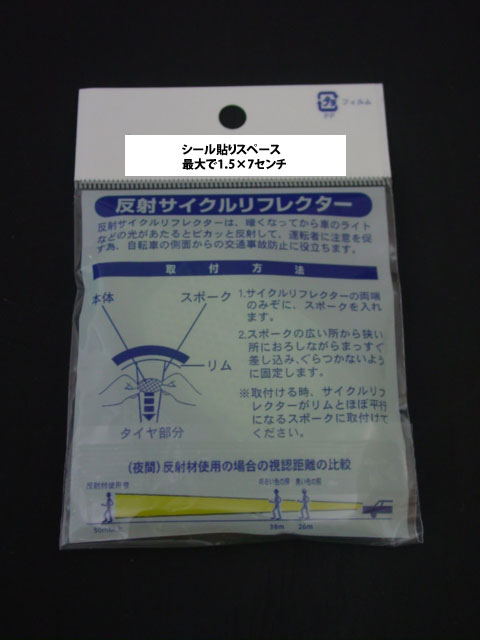 プラ
PP
フィルム
シール貼りスペース
最大で1.5×7センチ
反射サイクルリフレクター
反射サイクルリフレクターは、暗くなってから車のライト
などの光があたるとピカッと反射して、運転者に注意を促
す為、自転車の側面からの交通事故防止に役立ちます。
取付方法
本体
スポーク
リム
タイヤ部分
1.サイクルリフレクターの両端
のみぞに、スポークを入れ
ます。
2.スポークの広い所から狭い
所におろしながらまっすぐ
差し込み、ぐらつかないよう
に固定します。
※取付ける時、サイクルリフ
レクターがリムとほぼ平行
になるスポークに取付けて
ください。
(夜間)反射材使用の場合の視認距離の比較
反射材使用者
明るい色の服
黒い色の服
38m
26m